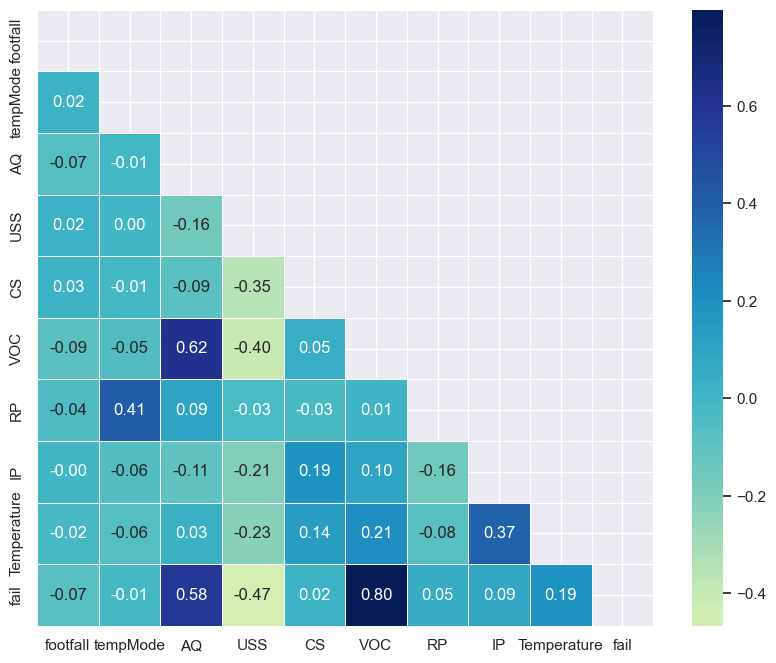 footfall
tempMode 0.02
AQ -0.07 -0.01
USS 0.02 0.00 -0.16
CS 0.03 -0.01 -0.09 -0.35
VOC -0.09 -0.05 0.62 -0.40 0.05
RP -0.04 0.41 0.09 -0.03 -0.03 0.01
IP -0.00 -0.06 -0.11 -0.21 0.19 0.10 -0.16
Temperature -0.02 -0.06 0.03 -0.23 0.14 0.21 -0.08 0.37
fail -0.07 -0.01 0.58 -0.47 0.02 0.80 0.05 0.09 0.19
footfall tempMode AQ USS CS VOC RP IP Temperature fail
0.6
0.4
0.2
0.0
−0.2
−0.4